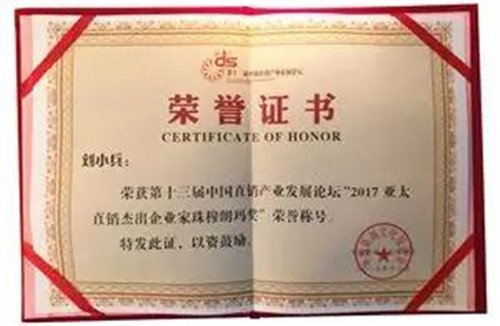 ds
荣誉证书
CERTIFICATE OF HONOR
刘小兵：
荣获第十三届中国直销产业发展论坛“2017 亚太
直销杰出企业家珠穆朗玛奖”荣誉称号。
特发此证，以资鼓励。